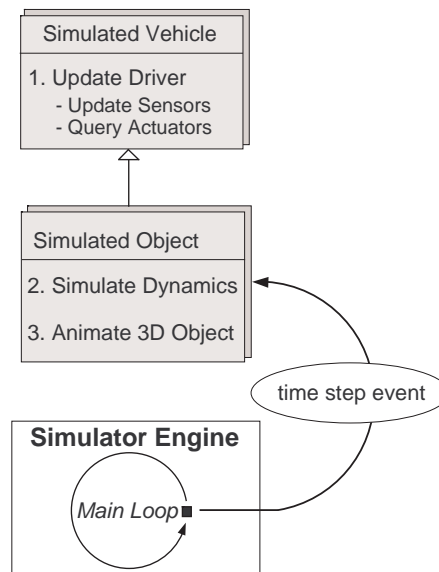 Simulated Vehicle
1. Update Driver
- Update Sensors
- Query Actuators
Simulated Object
2. Simulate Dynamics
3. Animate 3D Object
time step event
Simulator Engine
Main Loop